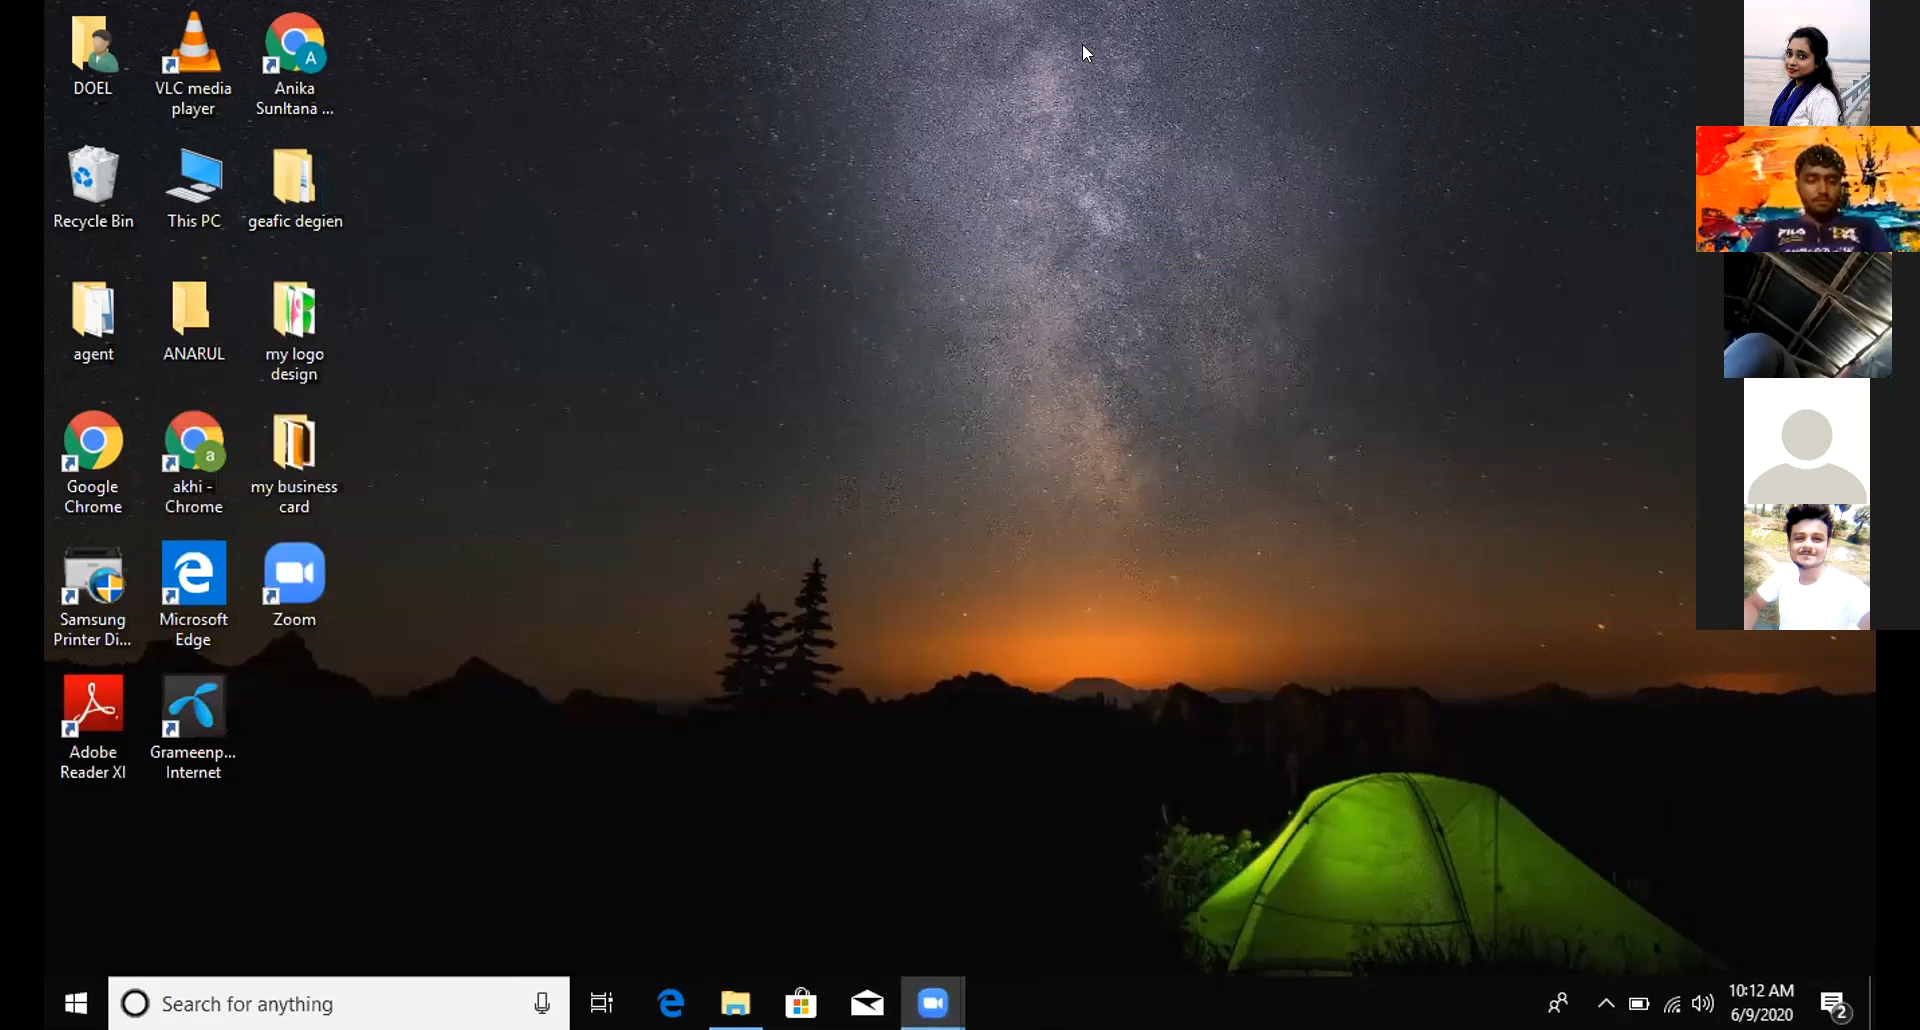 DOEL
VLC media
player
Anika
Sunltana ...
A
Recycle Bin
This PC
geafic degien
agent
ANARUL
my logo
design
Google
Chrome
akhi -
Chrome
a
my business
card
Samsung
Printer Di...
Microsoft
Edge
Zoom
Adobe
Reader XI
Grameenp...
Internet
FILA
Search for anything
10:12 AM
6/9/2020
2